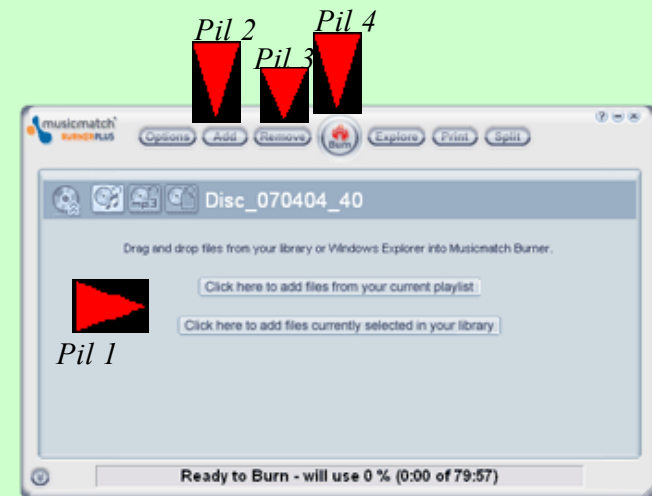 Pil 2
Pil 4
Pil 3
musicmatch
BURNERPLUS
Options Add Remove Burn Explore Print Split
mp3
Disc_070404_40
Drag and drop files from your library or Windows Explorer into Musicmatch Burner.
Click here to add files from your current playlist
Click here to add files currently selected in your library
Pil 1
Ready to Burn - will use 0 % (0:00 of 79:57)